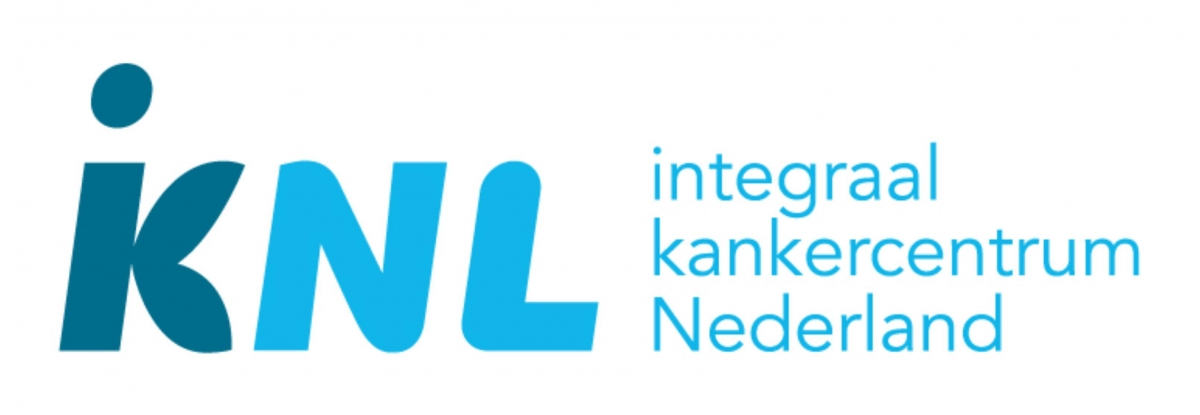 iKNL
integraal
kankercentrum
Nederland